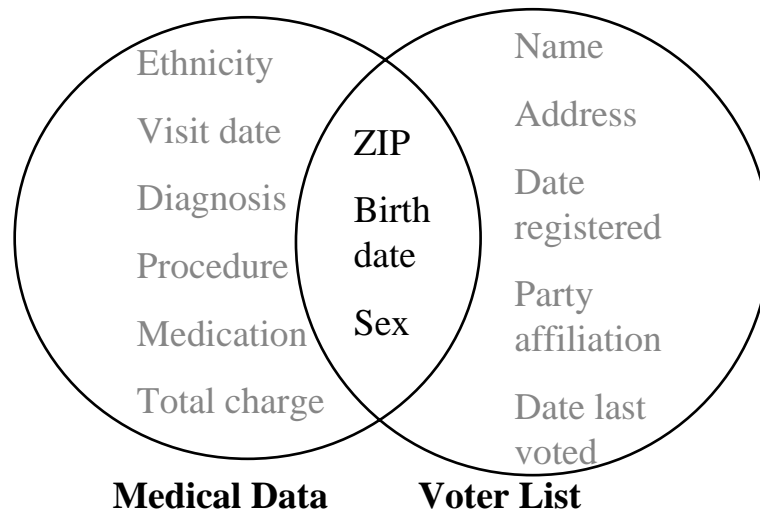 Ethnicity
Visit date
Diagnosis
Procedure
Medication
Total charge
ZIP
Birth
date
Sex
Name
Address
Date
registered
Party
affiliation
Date last
voted
Medical Data
Voter List